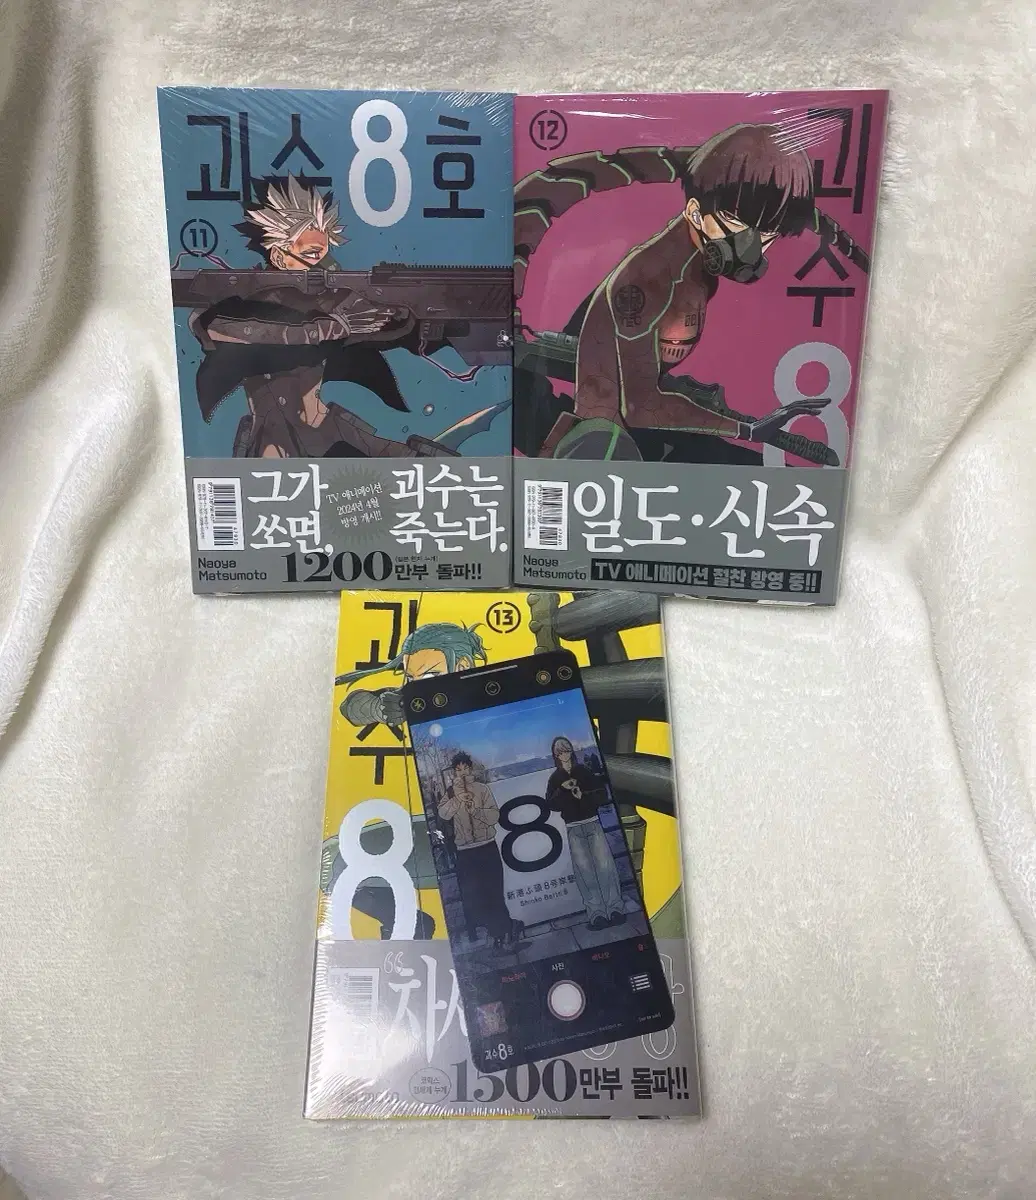 괴수8호
11
그가
쓰면,
TV 애니메이션
2024년 4월
방영 개시!!
괴수는
죽는다.
Naoya
Matsumoto
1200만부 돌파!!
12
괴
수
8
일도·신속
Naoya
Matsumoto
TV 애니메이션 절찬 방영 중!!
13
괴
수
8
8
Shinko Berth 8
사진
괴수8호
1500만부 돌파!!